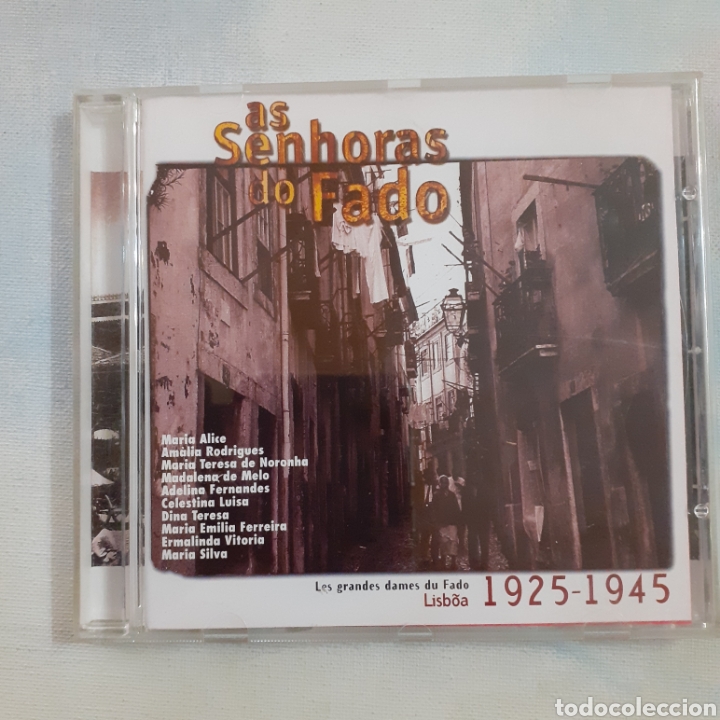 as
Senhoras
do Fado
Maria Alice
Amália Rodrigues
Maria Teresa de Noronha
Madalena de Melo
Adelina Fernandes
Celestina Luisa
Dina Teresa
Maria Emilia Ferreira
Ermalinda Vitoria
Maria Silva
Les grandes dames du Fado
Lisbõa 1925-1945
todocoleccion